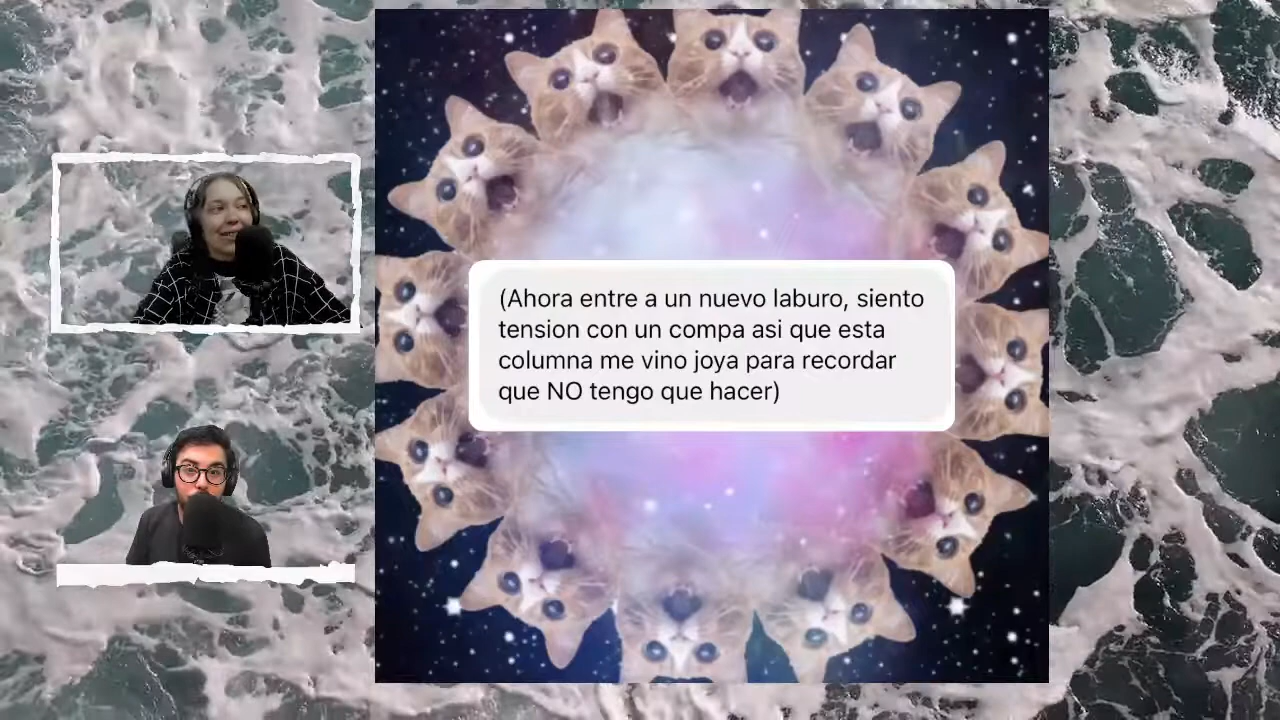 (Ahora entre a un nuevo laburo, siento
tension con un compa asi que esta
columna me vino joya para recordar
que NO tengo que hacer)